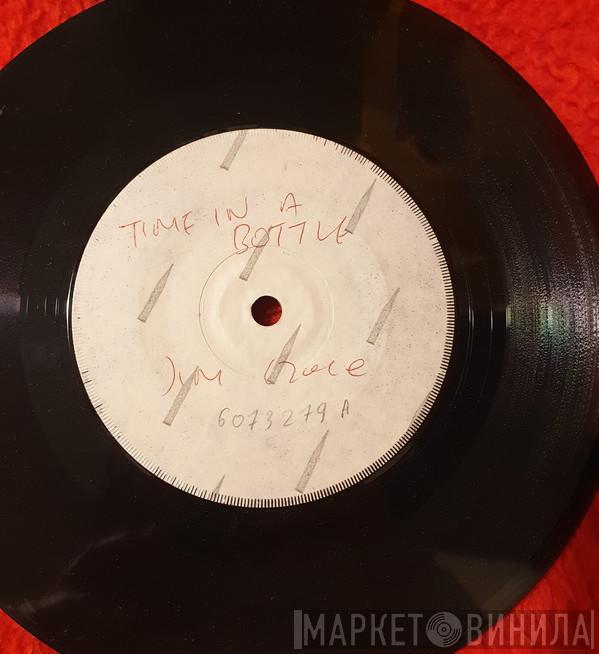 TIME IN A
BOTTLE
Jim Croce
6073279 A
МАРКЕТ ВИНИЛА